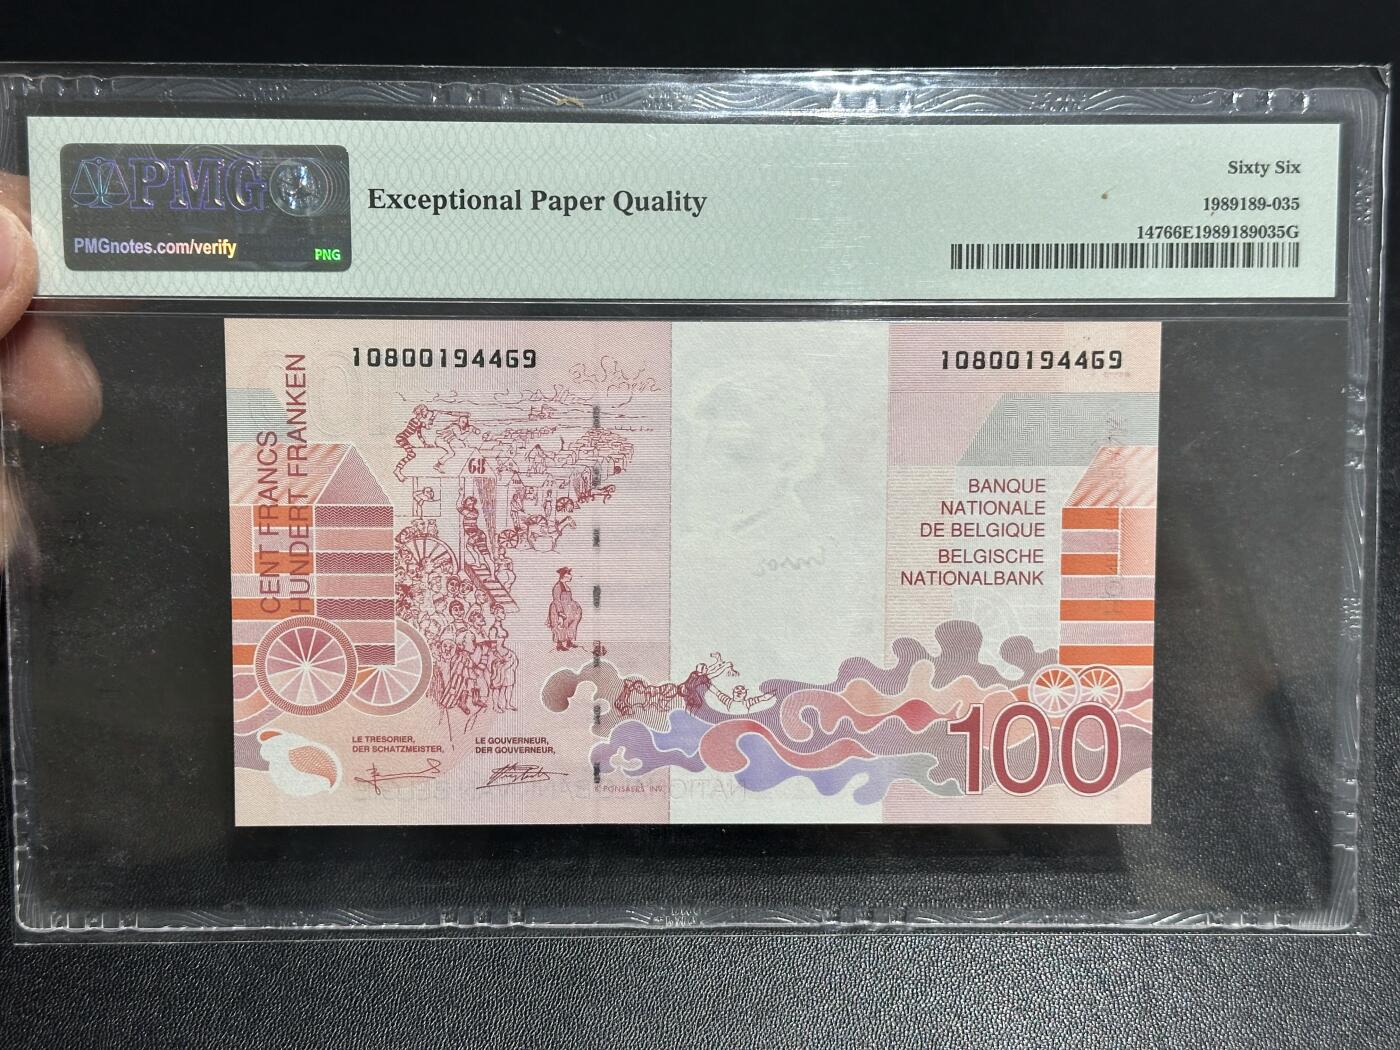 PMG
PMGnotes.com/verify
PNG
Exceptional Paper Quality
Sixty Six
1989189-035
14766E1989189035G
10800194469
10800194469
CENT FRANCS
HUNDERT FRANKEN
68
BANQUE
NATIONALE
DE BELGIQUE
BELGISCHE
NATIONALBANK
LE TRESORIER,
DER SCHATZMEISTER,
LE GOUVERNEUR,
DER GOUVERNEUR,
100